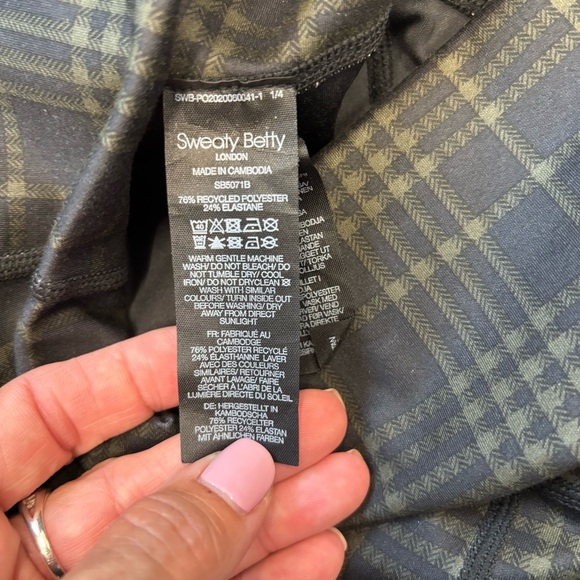 SWB-PO2020060041-1 1/4
Sweaty Betty
LONDON
MADE IN CAMBODIA
SB5071B
76% RECYCLED POLYESTER
24% ELASTANE
40
WARM GENTLE MACHINE
WASH/ DO NOT BLEACH/ DO
NOT TUMBLE DRY/ COOL
IRON/ DO NOT DRYCLEAN
WASH WITH SIMILAR
COLOURS/ TURN INSIDE OUT
BEFORE WASHING/ DRY
AWAY FROM DIRECT
SUNLIGHT
FR: FABRIQUÉ AU
CAMBODGE
76% POLYESTER RECYCLÉ
24% ÉLASTHANNE LAVER
AVEC DES COULEURS
SIMILAIRES/ RETOURNER
AVANT LAVAGE/ FAIRE
SÉCHER À L'ABRI DE LA
LUMIÈRE DIRECTE DU SOLEIL
DE: HERGESTELLT IN
KAMBODSCHA
76% RECYCELTER
POLYESTER 24% ELASTAN
MIT ÄHNLICHEN FARBEN